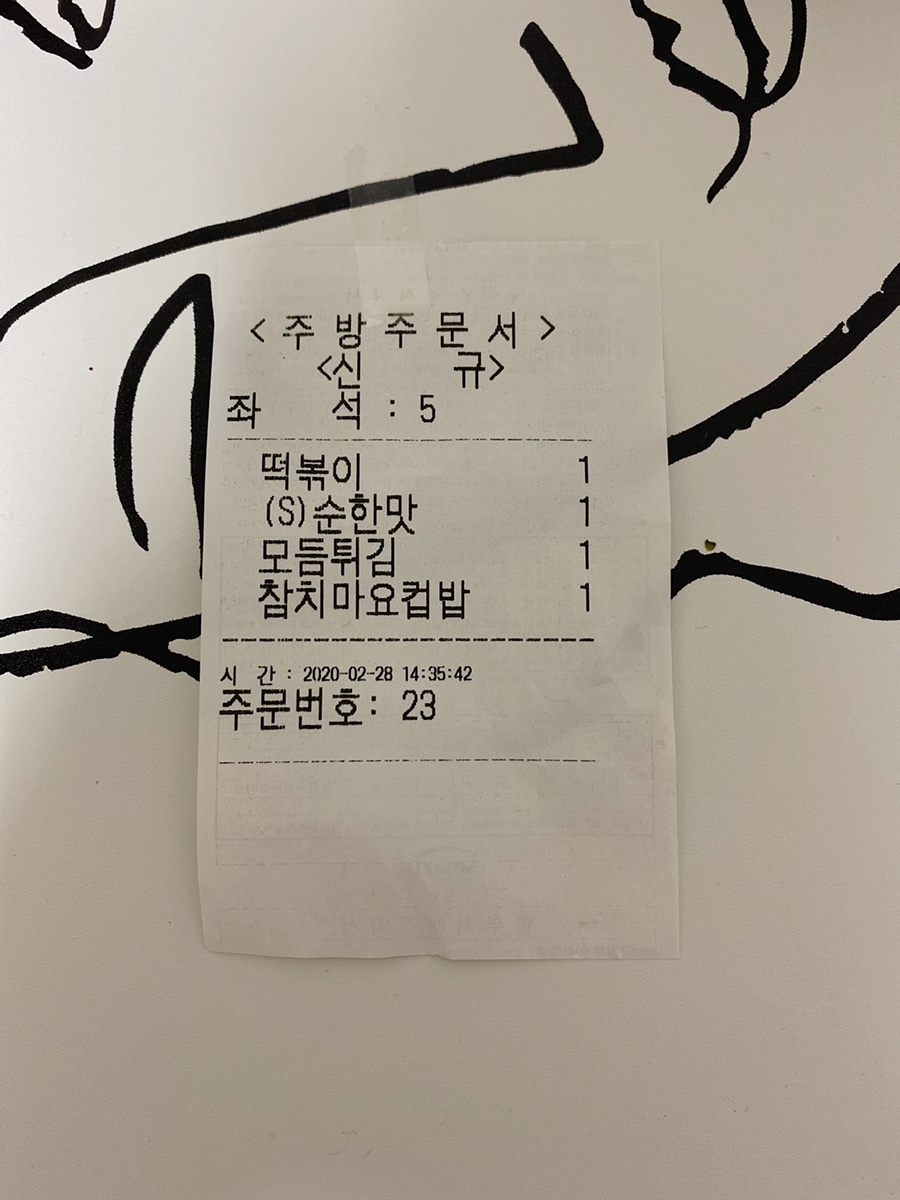 < 주 방 주 문 서 >
<신 규>
좌 석 : 5
떡볶이 1
(S)순한맛 1
모듬튀김 1
참치마요컵밥 1
시 간 : 2020-02-28 14:35:42
주문번호: 23